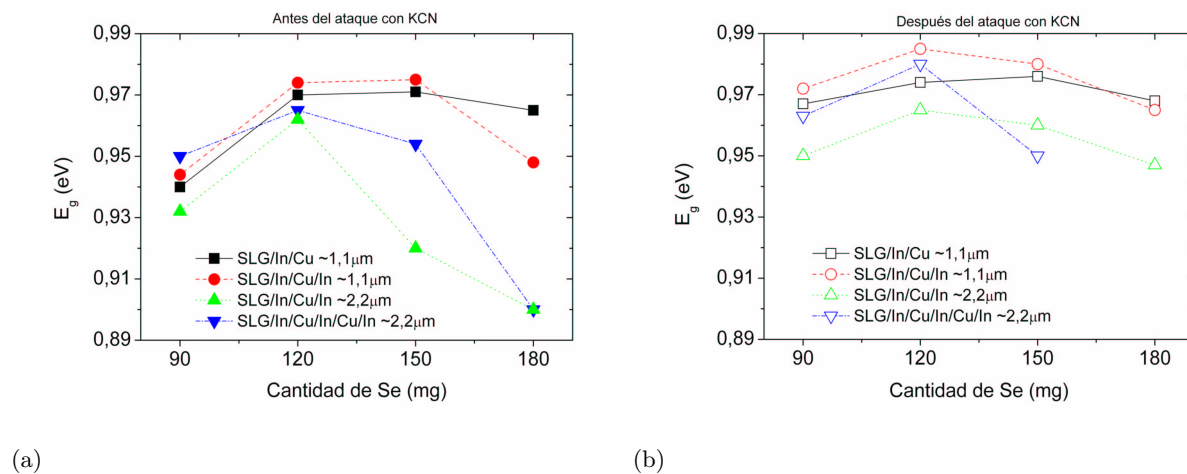 Antes del ataque con KCN
0,99
0,97
0,95
0,93
0,91
0,89
E_g (eV)
SLG/In/Cu ~1,1μm
SLG/In/Cu/In ~1,1μm
SLG/In/Cu/In ~2,2μm
SLG/In/Cu/In/Cu/In ~2,2μm
90 120 150 180
Cantidad de Se (mg)
(a)
Después del ataque con KCN
0,99
0,97
0,95
0,93
0,91
0,89
E_g (eV)
SLG/In/Cu ~1,1μm
SLG/In/Cu/In ~1,1μm
SLG/In/Cu/In ~2,2μm
SLG/In/Cu/In/Cu/In ~2,2μm
90 120 150 180
Cantidad de Se (mg)
(b)